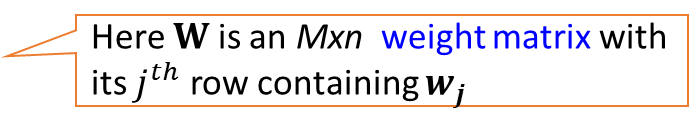 Here W is an Mxn weight matrix with
its jᵗʰ row containing wⱼ